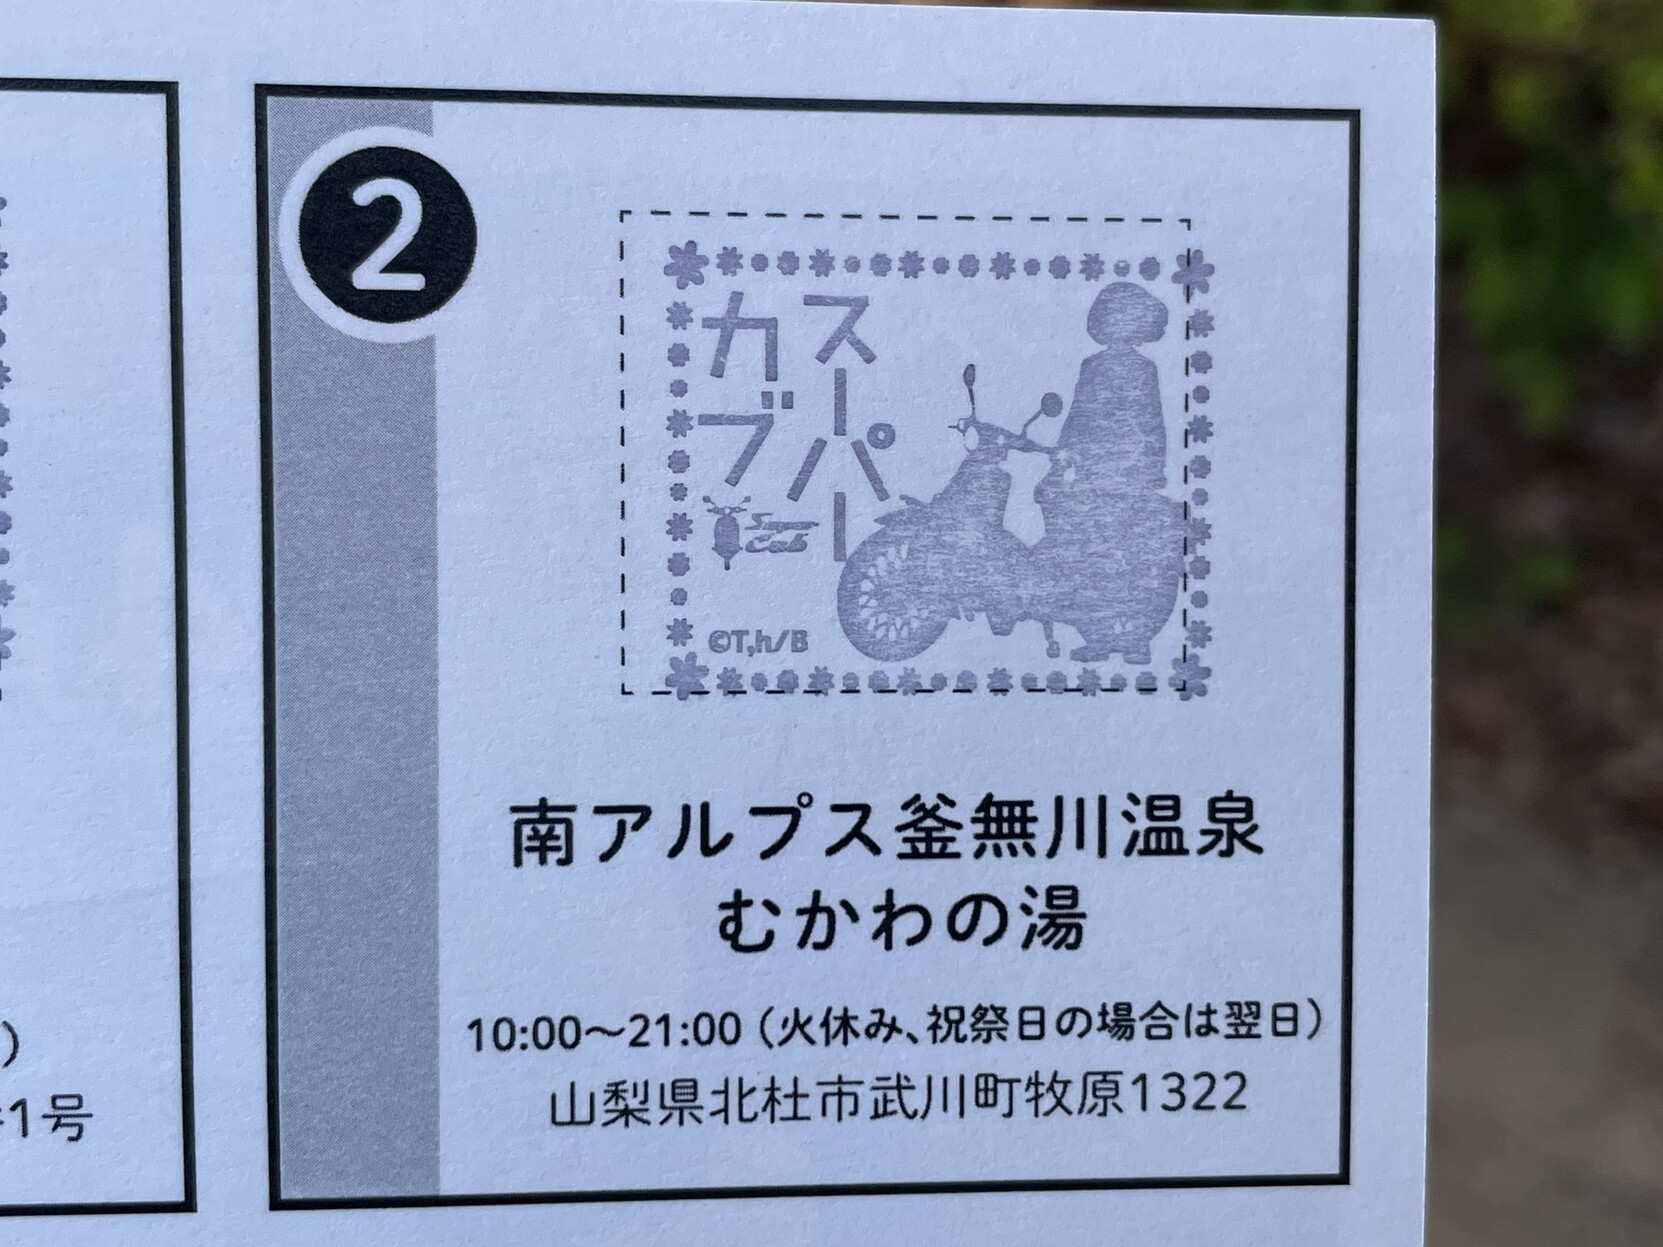 2
スーパー
カブ
Super Cub
©T,h/B
南アルプス釜無川温泉
むかわの湯
10:00〜21:00（火休み、祝祭日の場合は翌日）
山梨県北杜市武川町牧原1322
）
1号